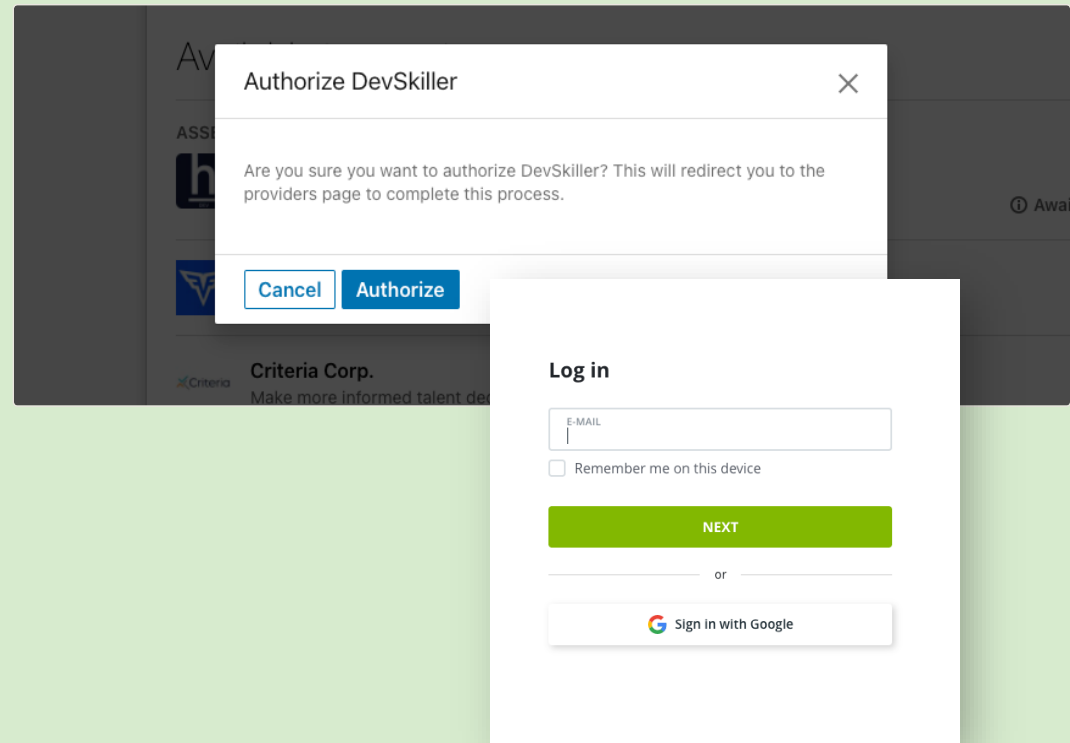 Av
Authorize DevSkiller
ASSE
Are you sure you want to authorize DevSkiller? This will redirect you to the
providers page to complete this process.
Awai
Cancel
Authorize
Criteria
Criteria Corp.
Make more informed talent dec
Log in
E-MAIL
Remember me on this device
NEXT
or
Sign in with Google